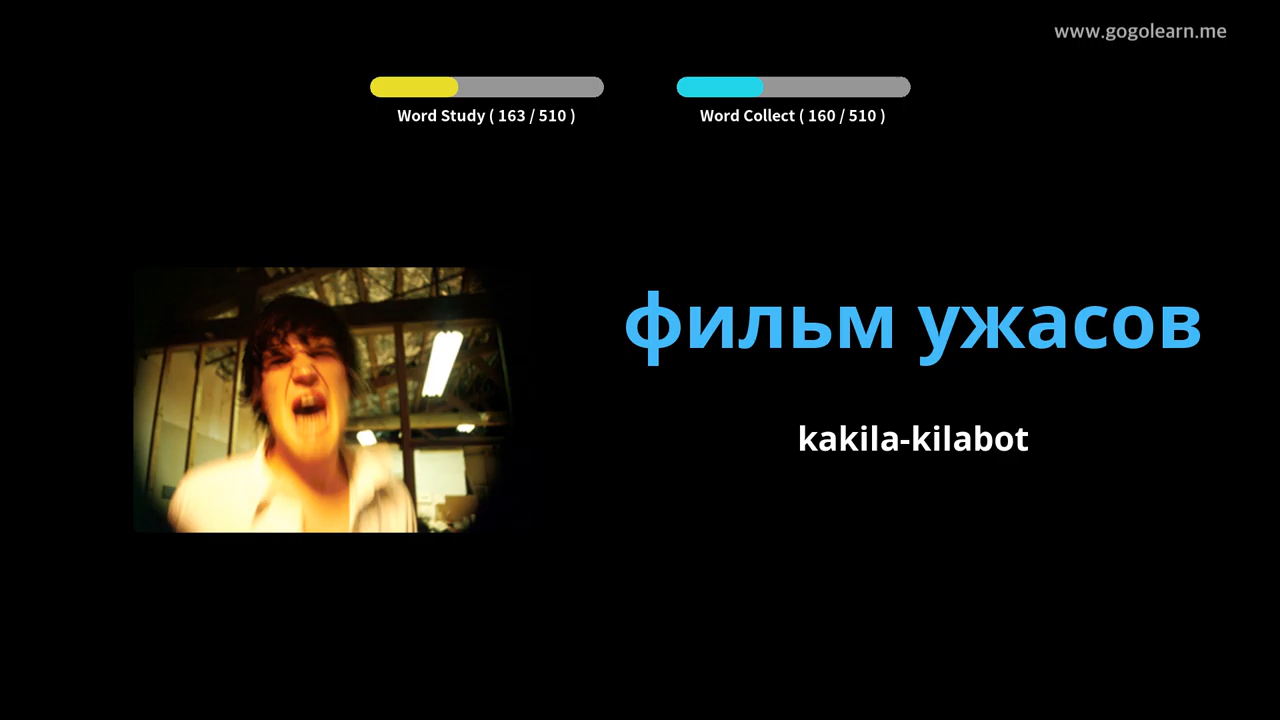 www.gogolearn.me
Word Study ( 163 / 510 )
Word Collect ( 160 / 510 )
фильм ужасов
kakila-kilabot